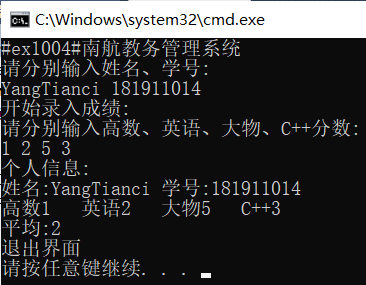 C:\Windows\system32\cmd.exe
#ex1004#南航教务管理系统
请分别输入姓名、学号:
YangTianci 181911014
开始录入成绩:
请分别输入高数、英语、大物、C++分数:
1 2 5 3
个人信息:
姓名:YangTianci 学号:181911014
高数1 英语2 大物5 C++3
平均:2
退出界面
请按任意键继续. . .